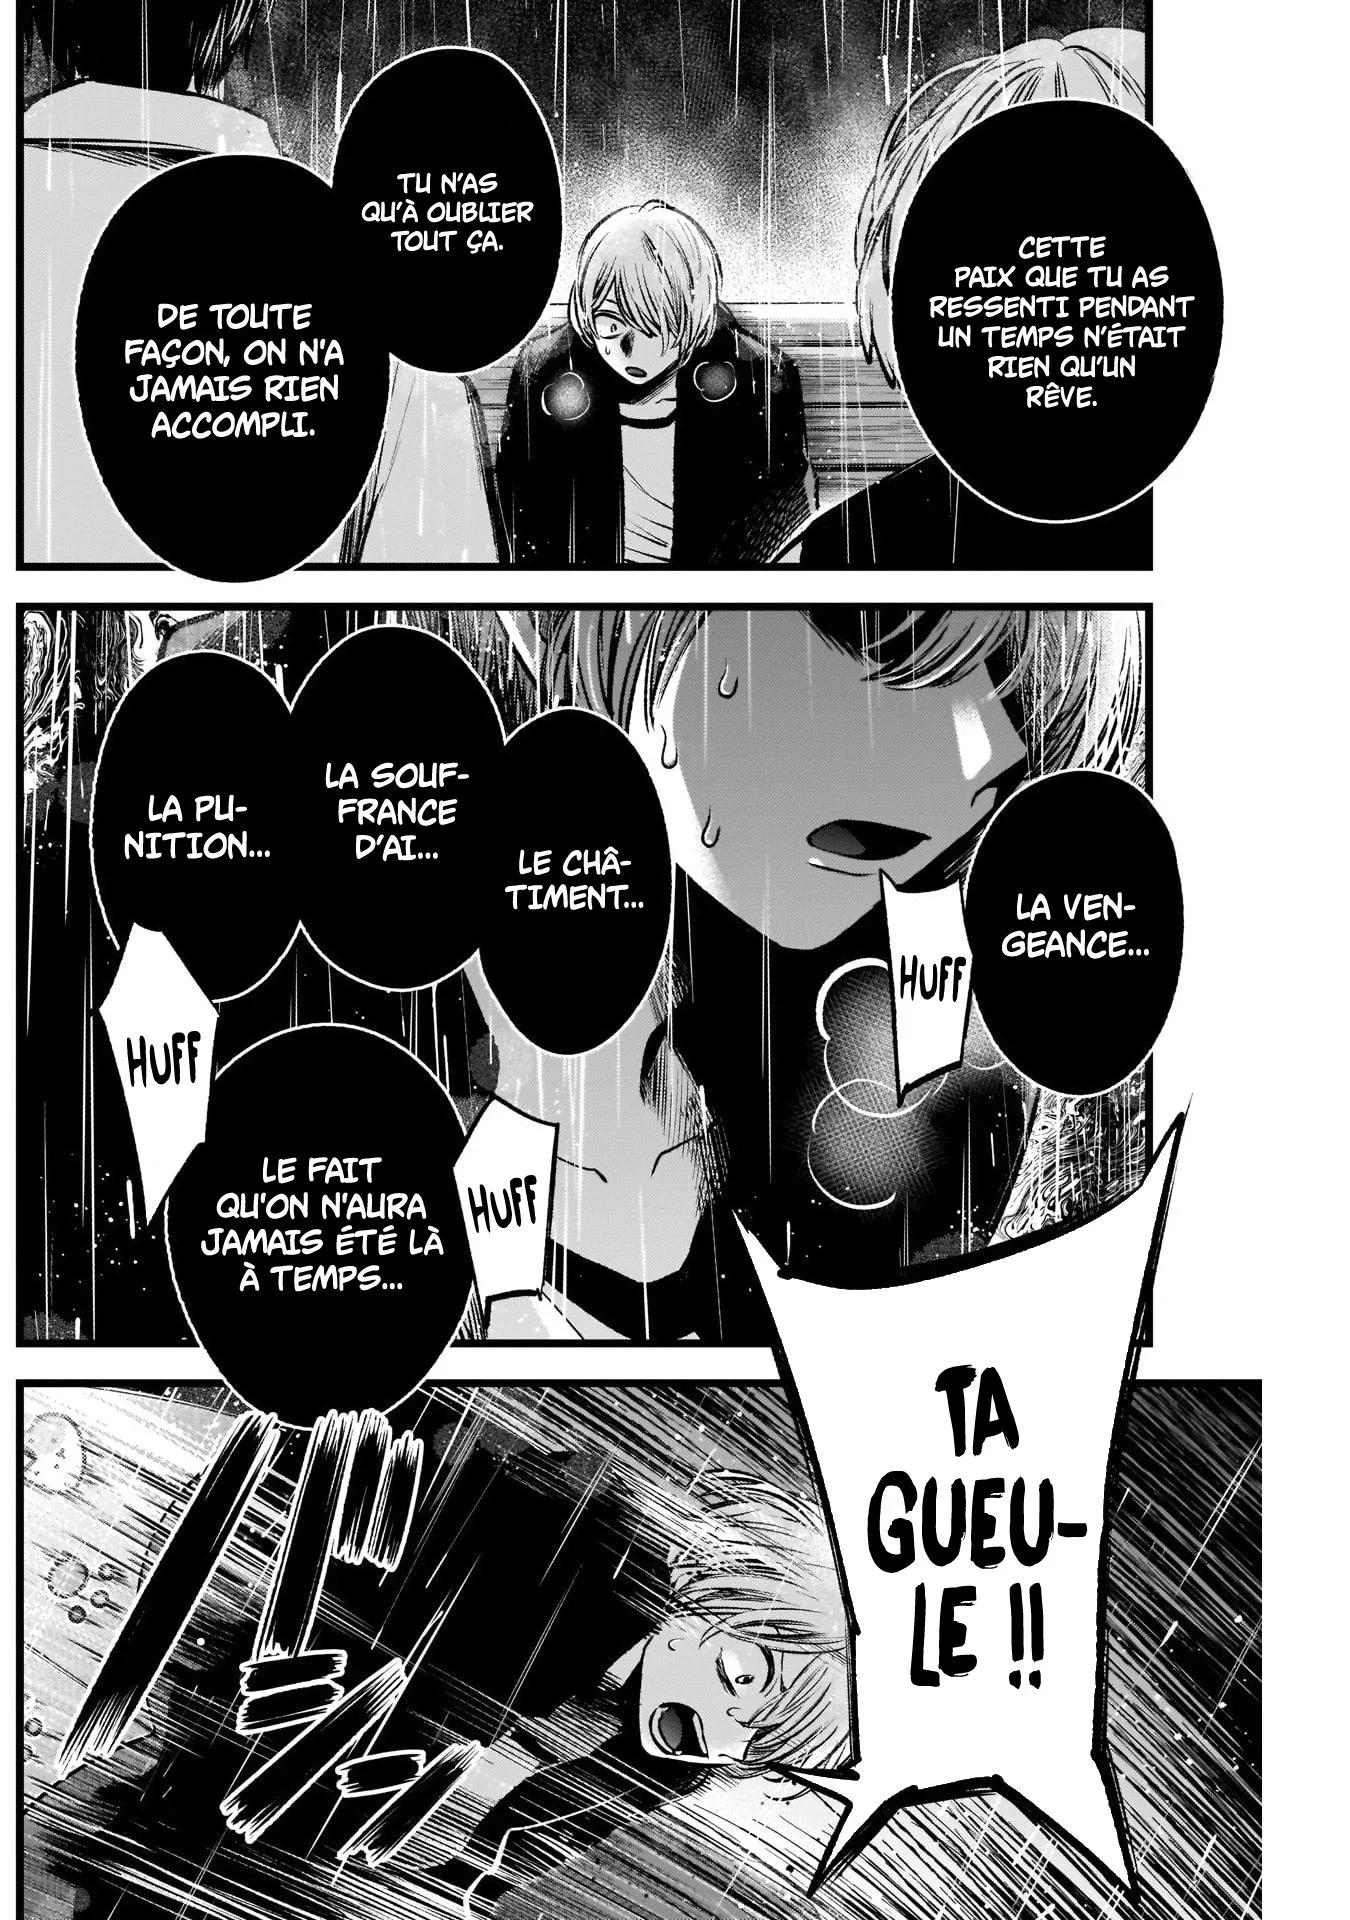 CETTE
PAIX QUE TU AS
RESSENTI PENDANT
UN TEMPS N'ÉTAIT
RIEN QU'UN
RÊVE.
TU N'AS
QU'À OUBLIER
TOUT ÇA.
DE TOUTE
FAÇON, ON N'A
JAMAIS RIEN
ACCOMPLI.
LA VEN-
GEANCE...
HUFF
LE CHÂ-
TIMENT...
LA SOUF-
FRANCE
D'AI...
LA PU-
NITION...
HUFF
HUFF
LE FAIT
QU'ON N'AURA
JAMAIS ÉTÉ LÀ
À TEMPS...
TA
GUEU-
LE !!